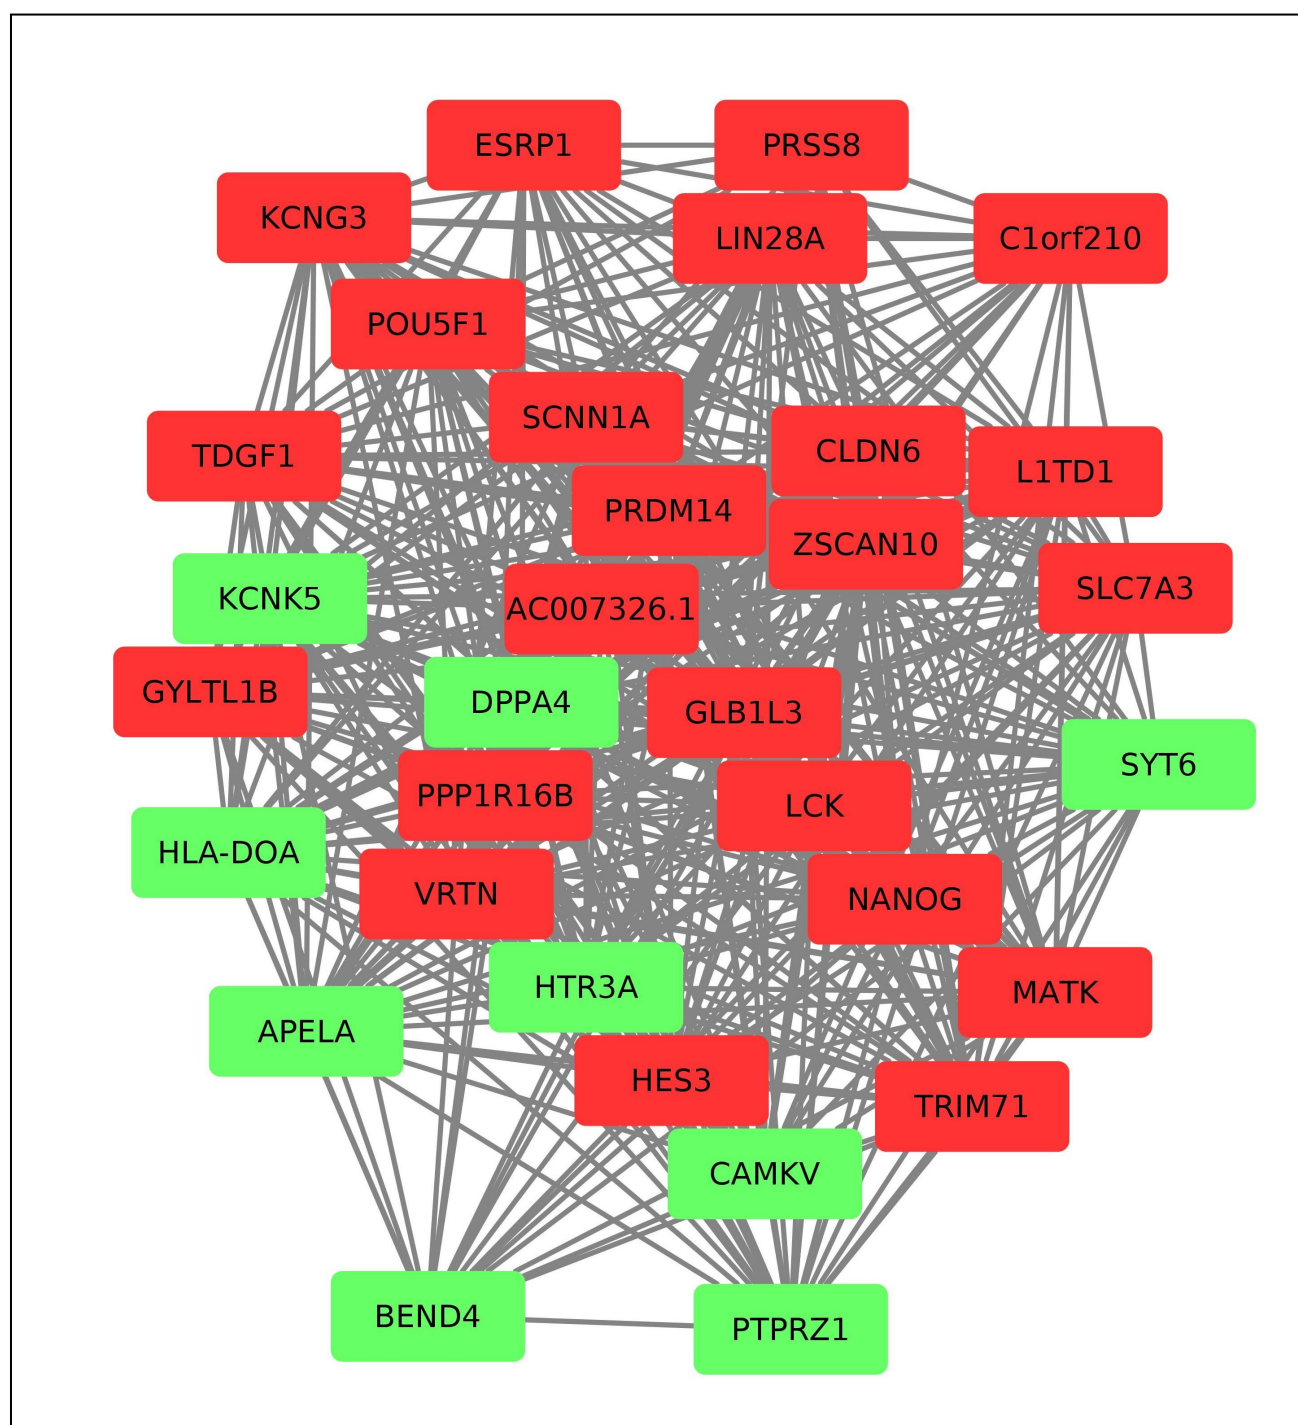 ESRP1
PRSS8
KCNG3
LIN28A
C1orf210
POU5F1
SCNN1A
CLDN6
TDGF1
L1TD1
PRDM14
ZSCAN10
SLC7A3
KCNK5
AC007326.1
GYLTL1B
DPPA4
GLB1L3
SYT6
PPP1R16B
LCK
HLA-DOA
VRTN
NANOG
HTR3A
MATK
APELA
HES3
TRIM71
CAMKV
BEND4
PTPRZ1